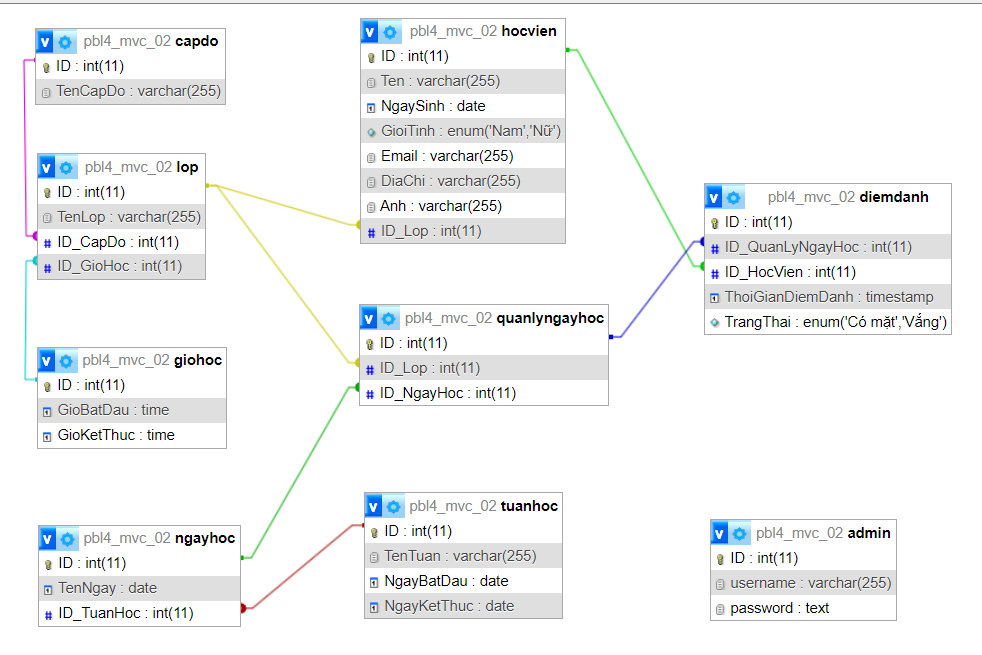 pbl4_mvc_02 capdo
ID : int(11)
TenCapDo : varchar(255)
pbl4_mvc_02 lop
ID : int(11)
TenLop : varchar(255)
ID_CapDo : int(11)
ID_GioHoc : int(11)
pbl4_mvc_02 giohoc
ID : int(11)
GioBatDau : time
GioKetThuc : time
pbl4_mvc_02 ngayhoc
ID : int(11)
TenNgay : date
ID_TuanHoc : int(11)
pbl4_mvc_02 hocvien
ID : int(11)
Ten : varchar(255)
NgaySinh : date
GioiTinh : enum('Nam','Nữ')
Email : varchar(255)
DiaChi : varchar(255)
Anh : varchar(255)
ID_Lop : int(11)
pbl4_mvc_02 quanlyngayhoc
ID : int(11)
ID_Lop : int(11)
ID_NgayHoc : int(11)
pbl4_mvc_02 tuanhoc
ID : int(11)
TenTuan : varchar(255)
NgayBatDau : date
NgayKetThuc : date
pbl4_mvc_02 diemdanh
ID : int(11)
ID_QuanLyNgayHoc : int(11)
ID_HocVien : int(11)
ThoiGianDiemDanh : timestamp
TrangThai : enum('Có mặt','Vắng')
pbl4_mvc_02 admin
ID : int(11)
username : varchar(255)
password : text